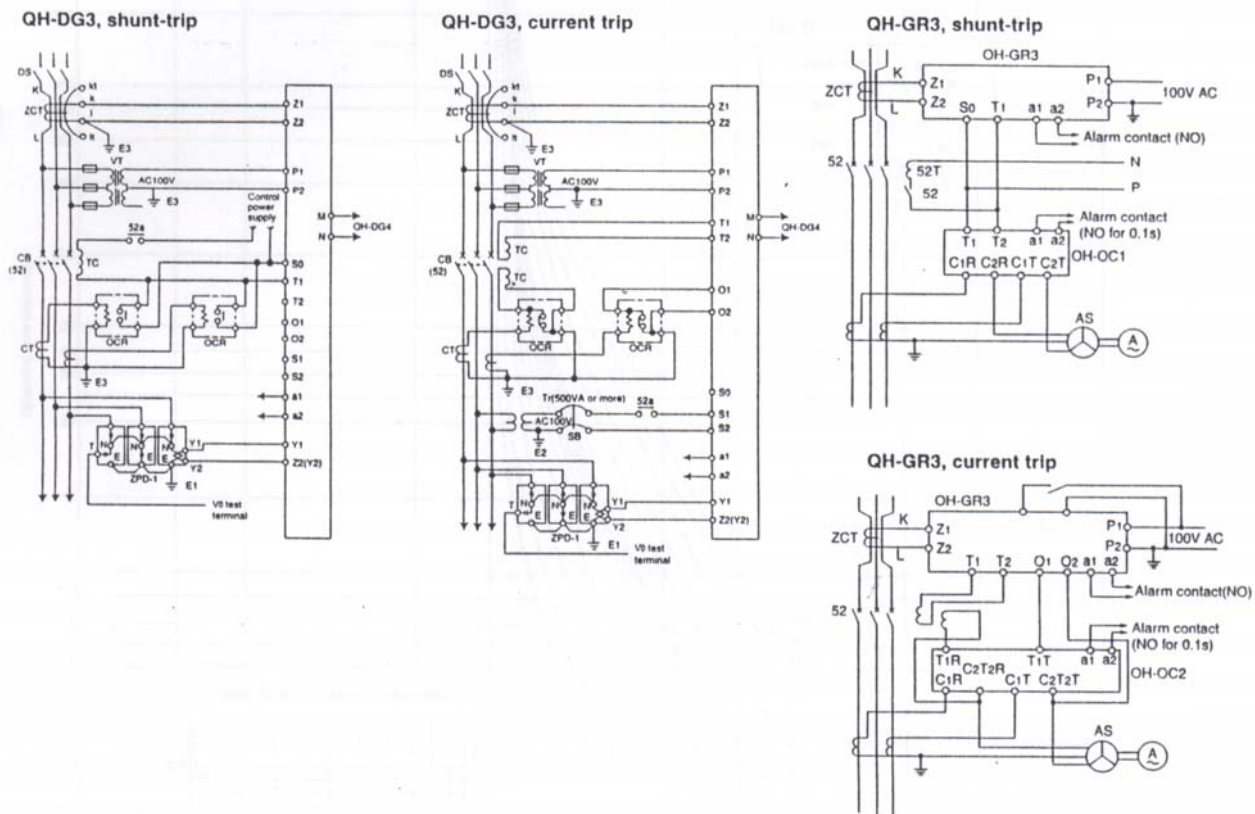 QH-DG3, shunt-trip
DS
K
kt
k
l
ZCT
L
lt
E3
Z1
Z2
VT
AC100V
E3
P1
P2
Control
power
supply
52a
M
N
QH-DG4
CB
(52)
TC
S0
T1
T2
O1
O2
S1
S2
a1
a2
OCR
OCR
CT
E3
T
N
N
N
E
E
E
Y1
Y2
Y1
Z2(Y2)
ZPD-1
E1
V0 test
terminal
QH-DG3, current trip
DS
K
kt
k
l
ZCT
L
lt
E3
Z1
Z2
VT
AC100V
E3
P1
P2
T1
T2
M
N
QH-DG4
TC
CB
(52)
TC
O1
O2
OCR
OCR
CT
E3
Tr(500VA or more)
52a
S0
S1
S2
AC100V
SB
E2
a1
a2
T
N
N
N
E
E
E
Y1
Y2
Y1
Z2(Y2)
ZPD-1
E1
V0 test
terminal
QH-GR3, shunt-trip
OH-GR3
K
ZCT
L
Z1
Z2
P1
P2
100V AC
S0
T1
a1
a2
Alarm contact (NO)
52
52T
52
N
P
Alarm contact
(NO for 0.1s)
T1
T2
a1
a2
OH-OC1
C1R
C2R
C1T
C2T
AS
A
QH-GR3, current trip
OH-GR3
K
ZCT
L
Z1
Z2
P1
P2
100V AC
T1
T2
O1
O2
a1
a2
Alarm contact(NO)
52
Alarm contact
(NO for 0.1s)
T1R
T1T
a1
a2
C2T2R
OH-OC2
C1R
C1T
C2T2T
AS
A